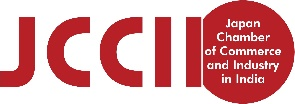 JCCII
Japan
Chamber
of Commerce
and Industry
in India